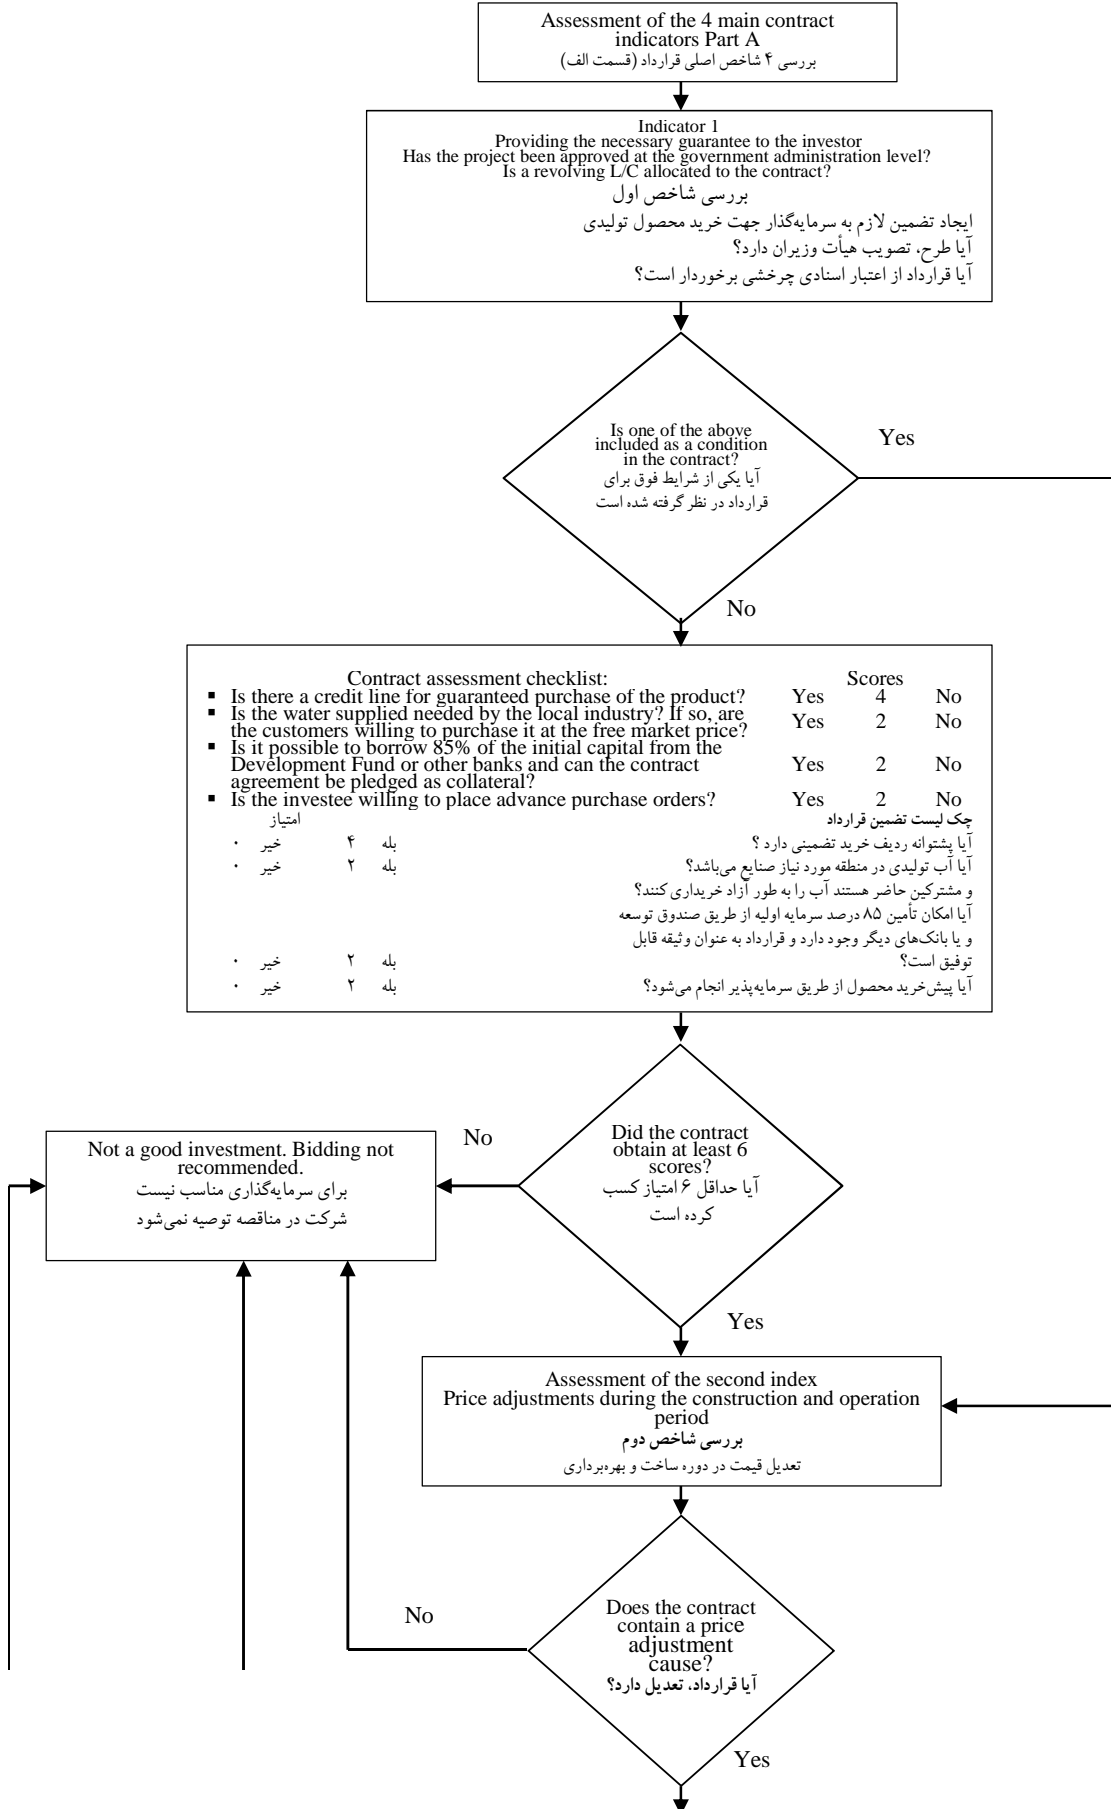 Assessment of the 4 main contract
indicators Part A
بررسی ۴ شاخص اصلی قرارداد (قسمت الف)
Indicator 1
Providing the necessary guarantee to the investor
Has the project been approved at the government administration level?
Is a revolving L/C allocated to the contract?
بررسی شاخص اول
ایجاد تضمین لازم به سرمایه‌گذار جهت خرید محصول تولیدی
آیا طرح، تصویب هیأت وزیران دارد؟
آیا قرارداد از اعتبار اسنادی چرخشی برخوردار است؟
Is one of the above
included as a condition
in the contract?
آیا یکی از شرایط فوق برای
قرارداد در نظر گرفته شده است
Yes
No
Contract assessment checklist: Scores
▪ Is there a credit line for guaranteed purchase of the product? Yes 4 No
▪ Is the water supplied needed by the local industry? If so, are
the customers willing to purchase it at the free market price? Yes 2 No
▪ Is it possible to borrow 85% of the initial capital from the
Development Fund or other banks and can the contract Yes 2 No
agreement be pledged as collateral?
▪ Is the investee willing to place advance purchase orders? Yes 2 No
چک لیست تضمین قرارداد امتیاز
آیا پشتوانه ردیف خرید تضمینی دارد ؟ بله ۴ خیر ۰
آیا آب تولیدی در منطقه مورد نیاز صنایع می‌باشد؟ بله ۲ خیر ۰
و مشترکین حاضر هستند آب را به طور آزاد خریداری کنند؟
آیا امکان تأمین ۸۵ درصد سرمایه اولیه از طریق صندوق توسعه
و یا بانک‌های دیگر وجود دارد و قرارداد به عنوان وثیقه قابل
توفیق است؟ بله ۲ خیر ۰
آیا پیش‌خرید محصول از طریق سرمایه‌پذیر انجام می‌شود؟ بله ۲ خیر ۰
Did the contract
obtain at least 6
scores?
آیا حداقل ۶ امتیاز کسب
کرده است
No
Not a good investment. Bidding not
recommended.
برای سرمایه‌گذاری مناسب نیست
شرکت در مناقصه توصیه نمی‌شود
Yes
Assessment of the second index
Price adjustments during the construction and operation
period
بررسی شاخص دوم
تعدیل قیمت در دوره ساخت و بهره‌برداری
Does the contract
contain a price
adjustment
cause?
آیا قرارداد، تعدیل دارد؟
No
Yes